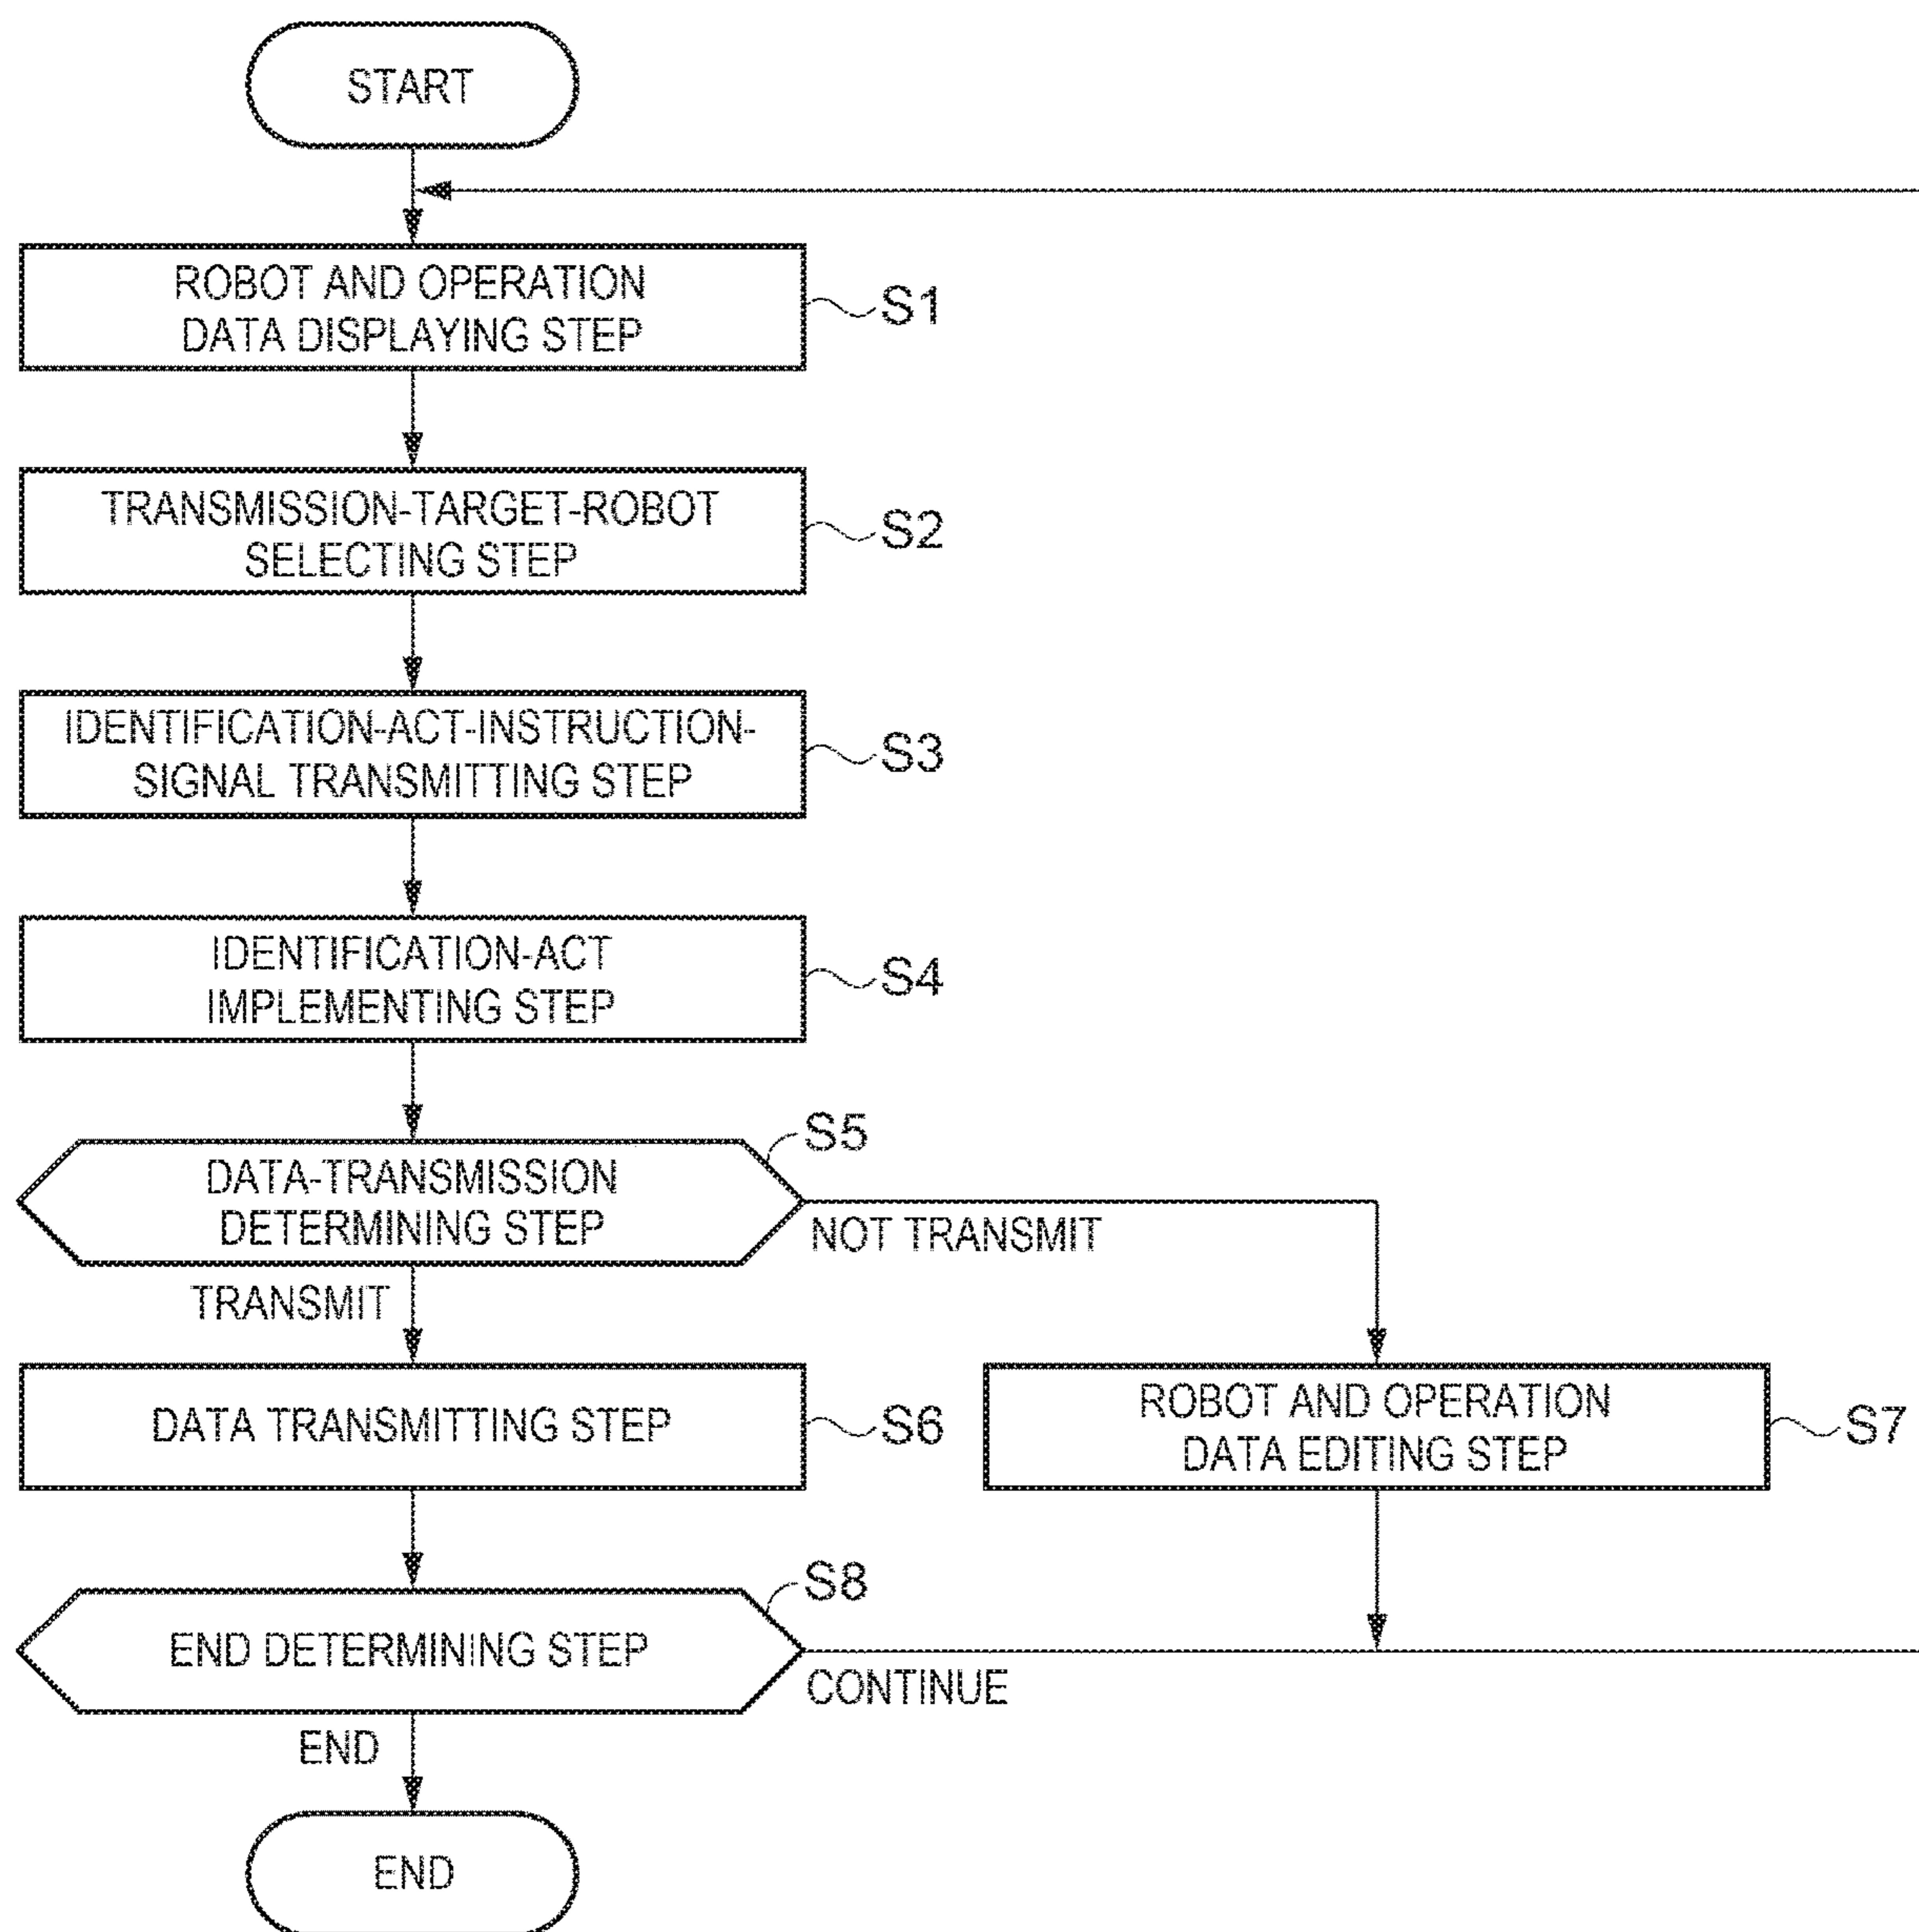 START
ROBOT AND OPERATION
DATA DISPLAYING STEP
S1
TRANSMISSION-TARGET-ROBOT
SELECTING STEP
S2
IDENTIFICATION-ACT-INSTRUCTION-
SIGNAL TRANSMITTING STEP
S3
IDENTIFICATION-ACT
IMPLEMENTING STEP
S4
DATA-TRANSMISSION
DETERMINING STEP
S5
NOT TRANSMIT
TRANSMIT
DATA TRANSMITTING STEP
S6
ROBOT AND OPERATION
DATA EDITING STEP
S7
END DETERMINING STEP
S8
CONTINUE
END
END